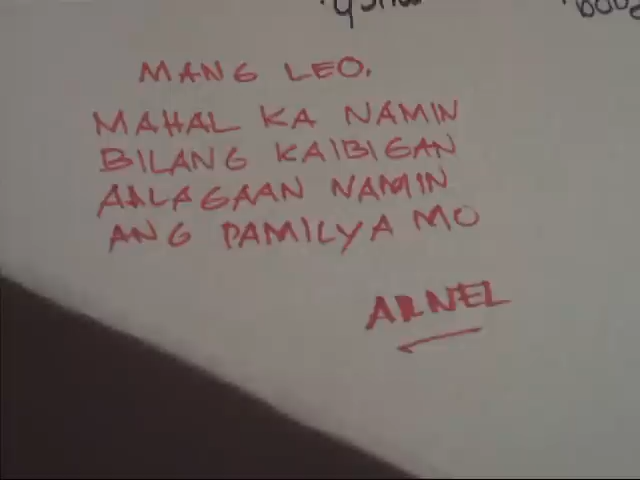 MANG LEO.
MAHAL KA NAMIN
BILANG KAIBIGAN
AALAGAAN NAMIN
ANG PAMILYA MO
ARNEL